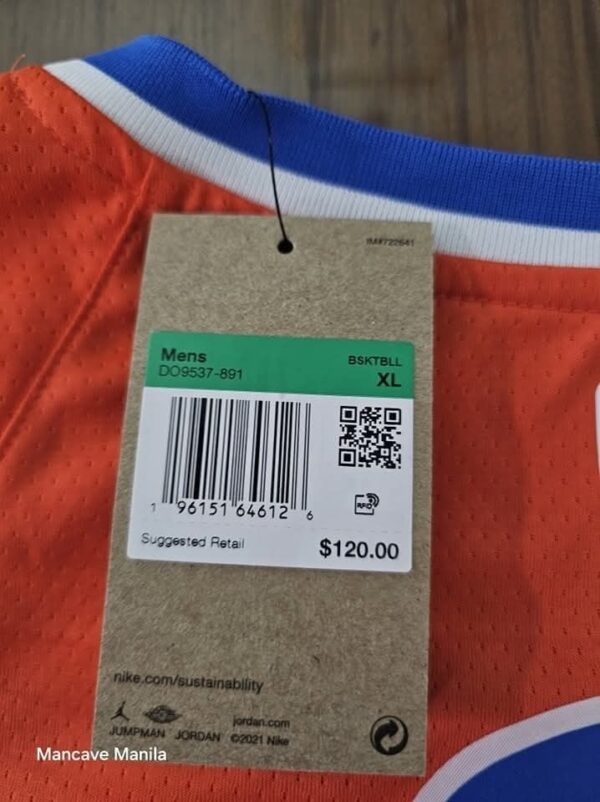 IM#722641
Mens
DO9537-891
BSKTBLL
XL
1 96151 64612 6
RFID
Suggested Retail
$120.00
nike.com/sustainability
JUMPMAN JORDAN
jordan.com
©2021 Nike
Mancave Manila